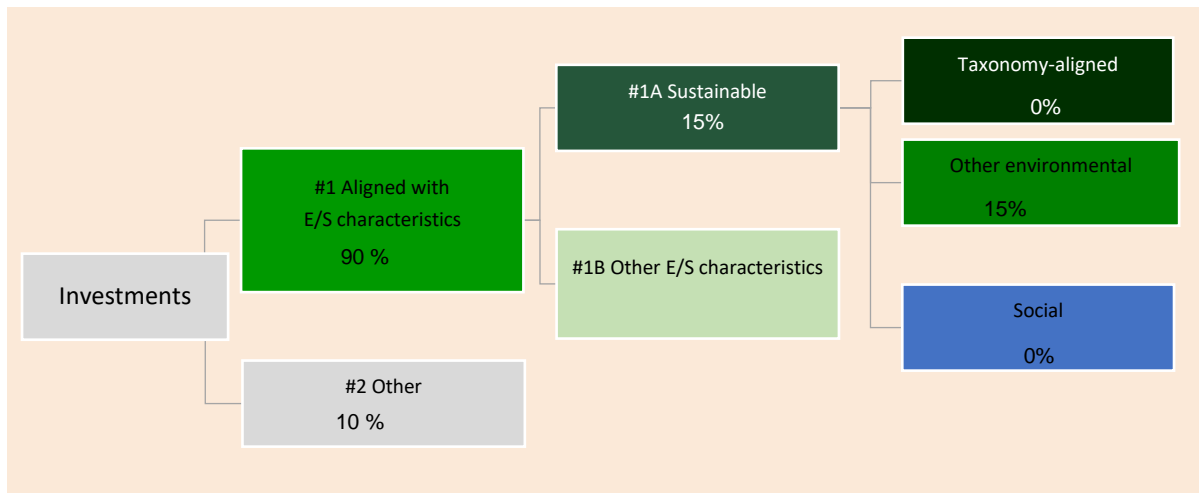 Investments
#1 Aligned with
E/S characteristics
90 %
#2 Other
10 %
#1A Sustainable
15%
#1B Other E/S characteristics
Taxonomy-aligned
0%
Other environmental
15%
Social
0%